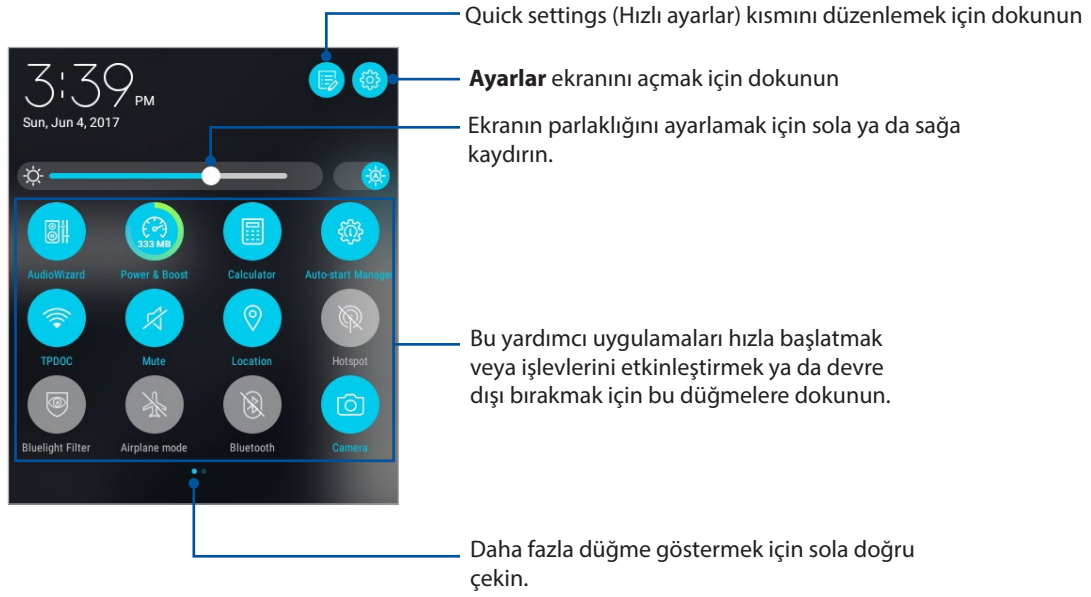 Quick settings (Hızlı ayarlar) kısmını düzenlemek için dokunun
3:39 PM
Sun, Jun 4, 2017
Ayarlar ekranını açmak için dokunun
Ekranın parlaklığını ayarlamak için sola ya da sağa
kaydırın.
333 MB
AudioWizard Power & Boost Calculator Auto-start Manage
TPDOC Mute Location Hotspot
Bu yardımcı uygulamaları hızla başlatmak
veya işlevlerini etkinleştirmek ya da devre
dışı bırakmak için bu düğmelere dokunun.
Bluelight Filter Airplane mode Bluetooth Camera
Daha fazla düğme göstermek için sola doğru
çekin.